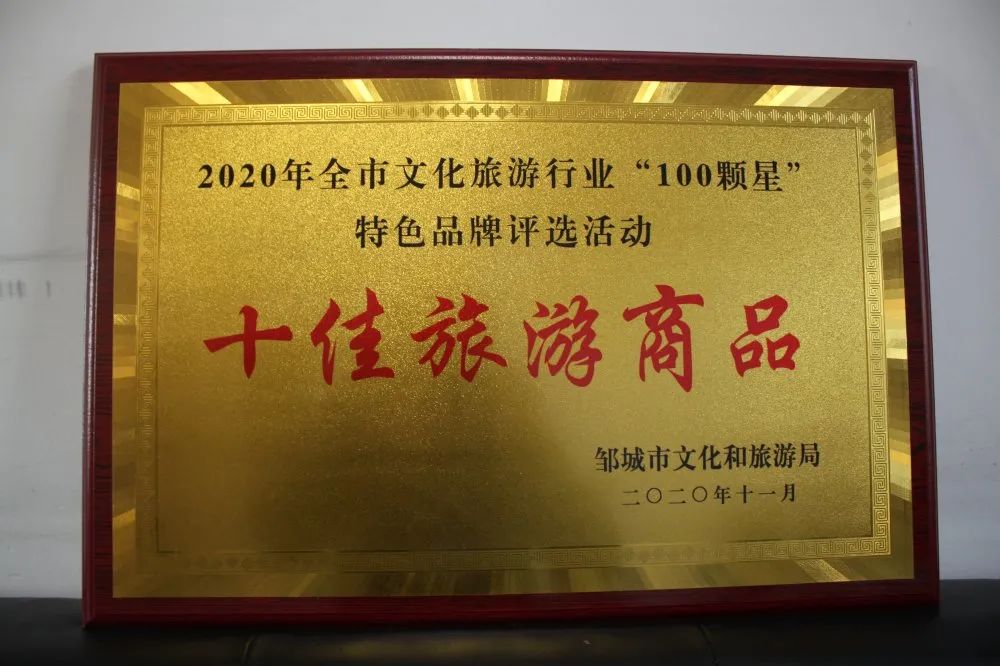 2020年全市文化旅游行业“100颗星”
特色品牌评选活动
十佳旅游商品
邹城市文化和旅游局
二〇二〇年十一月